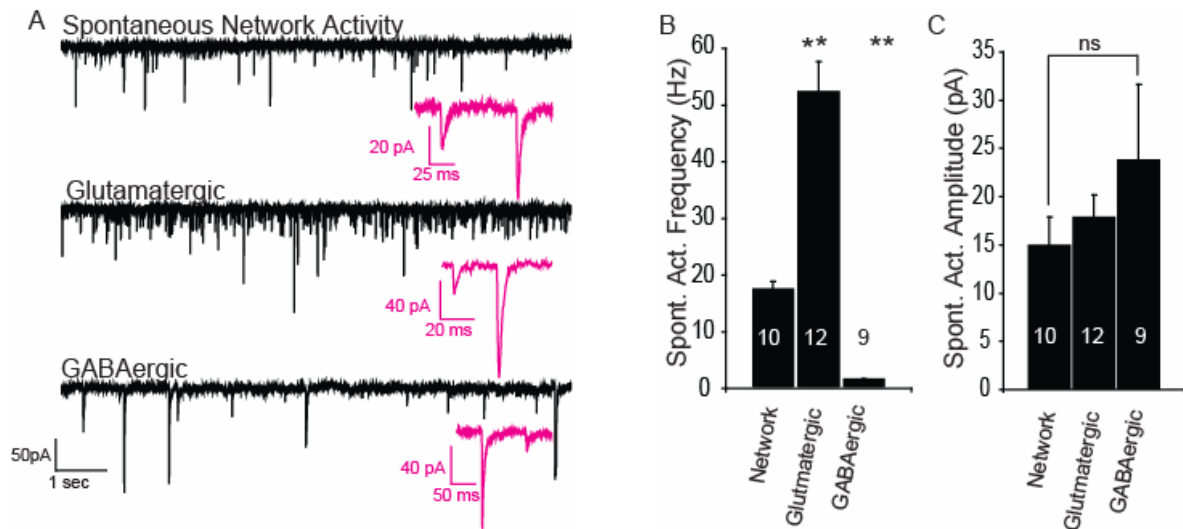 A
Spontaneous Network Activity
20 pA
25 ms
Glutamatergic
40 pA
20 ms
GABAergic
50pA
1 sec
40 pA
50 ms
B
Spont. Act. Frequency (Hz)
60
50
40
30
20
10
0
**
**
10
12
9
Network
Glutmatergic
GABAergic
C
Spont. Act. Amplitude (pA)
35
30
25
20
15
10
5
0
ns
10
12
9
Network
Glutmatergic
GABAergic